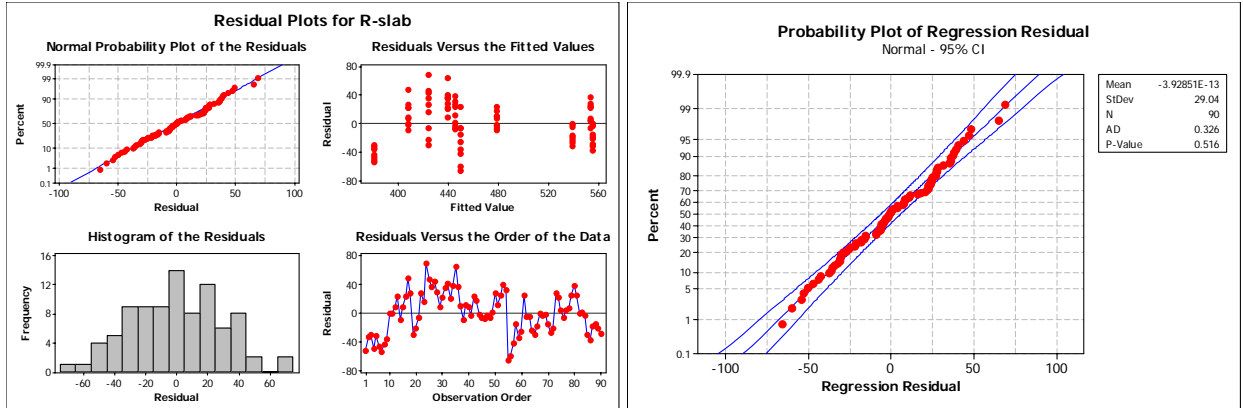 Residual Plots for R-slab
Normal Probability Plot of the Residuals
99.9
99
90
50
10
1
0.1
Percent
-100 -50 0 50 100
Residual
Residuals Versus the Fitted Values
80
40
0
-40
-80
Residual
400 440 480 520 560
Fitted Value
Histogram of the Residuals
16
12
8
4
0
Frequency
-60 -40 -20 0 20 40 60
Residual
Residuals Versus the Order of the Data
80
40
0
-40
-80
Residual
1 10 20 30 40 50 60 70 80 90
Observation Order
Probability Plot of Regression Residual
Normal - 95% CI
99.9
99
95
90
80
70
60
50
40
30
20
10
5
1
0.1
Percent
-100 -50 0 50 100
Regression Residual
Mean -3.92851E-13
StDev 29.04
N 90
AD 0.326
P-Value 0.516